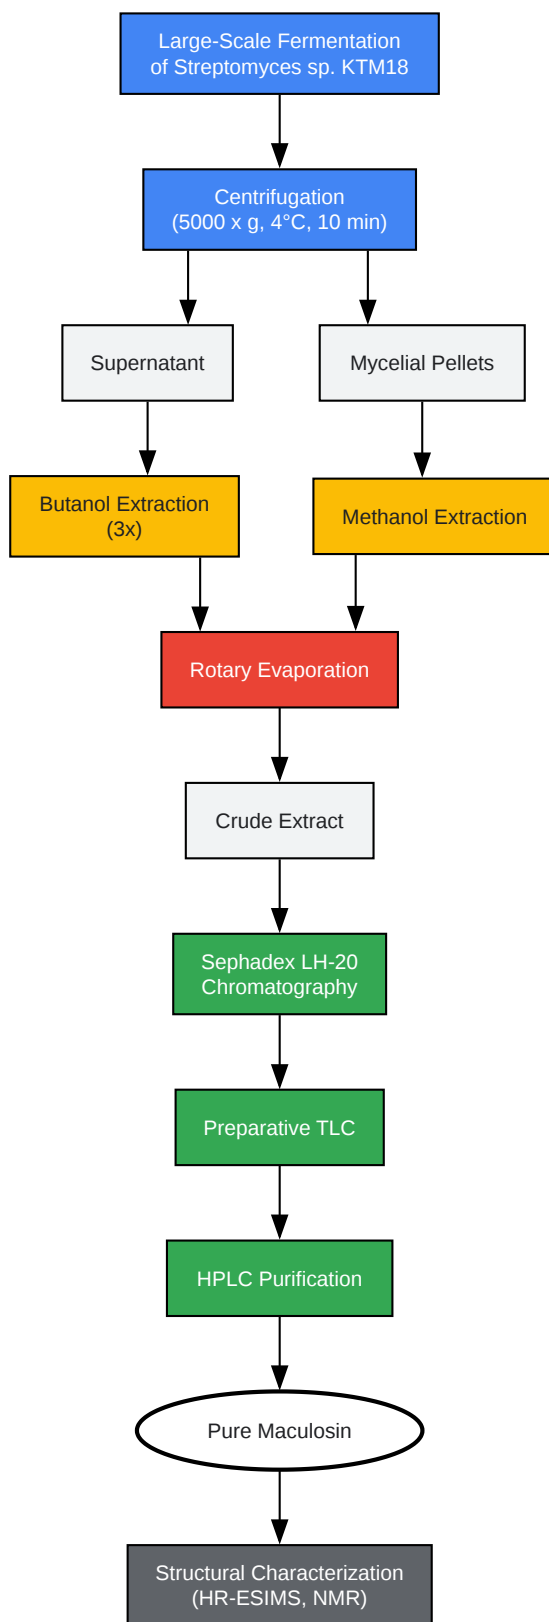 Large-Scale Fermentation
of Streptomyces sp. KTM18
Centrifugation
(5000 x g, 4°C, 10 min)
Supernatant
Mycelial Pellets
Butanol Extraction
(3x)
Methanol Extraction
Rotary Evaporation
Crude Extract
Sephadex LH-20
Chromatography
Preparative TLC
HPLC Purification
Pure Maculosin
Structural Characterization
(HR-ESIMS, NMR)